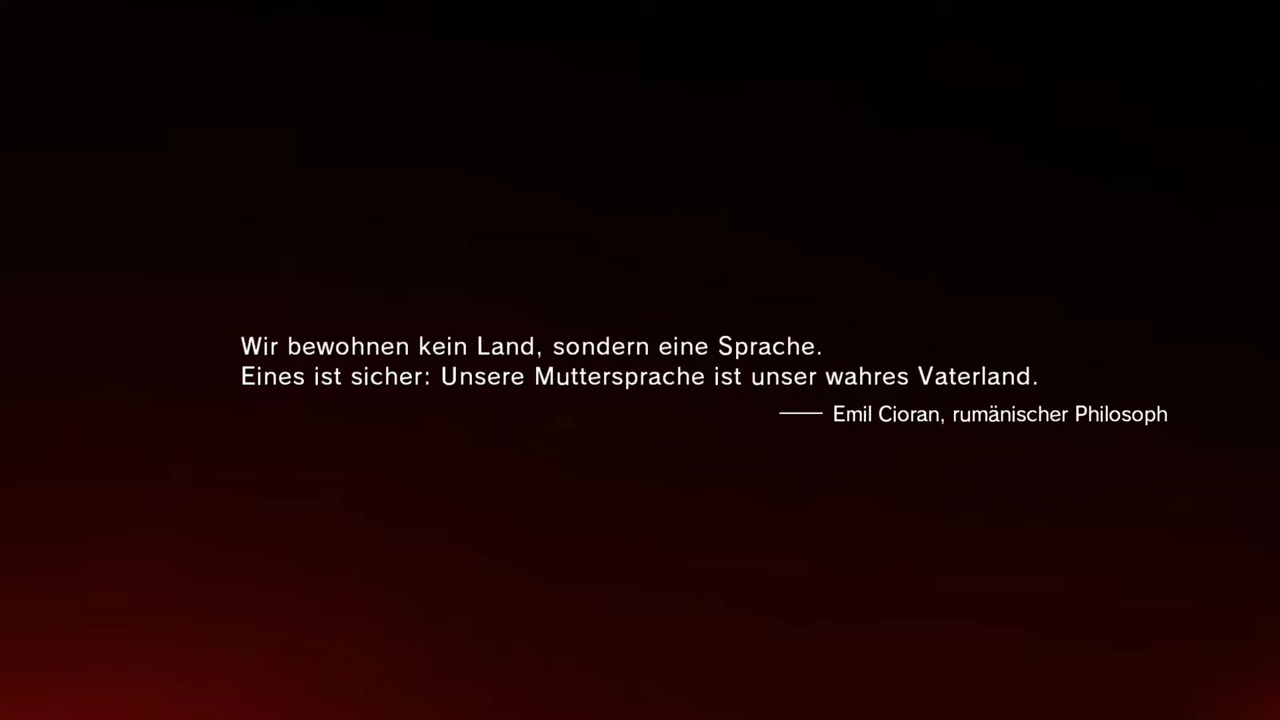 Wir bewohnen kein Land, sondern eine Sprache.
Eines ist sicher: Unsere Muttersprache ist unser wahres Vaterland.
—— Emil Cioran, rumänischer Philosoph